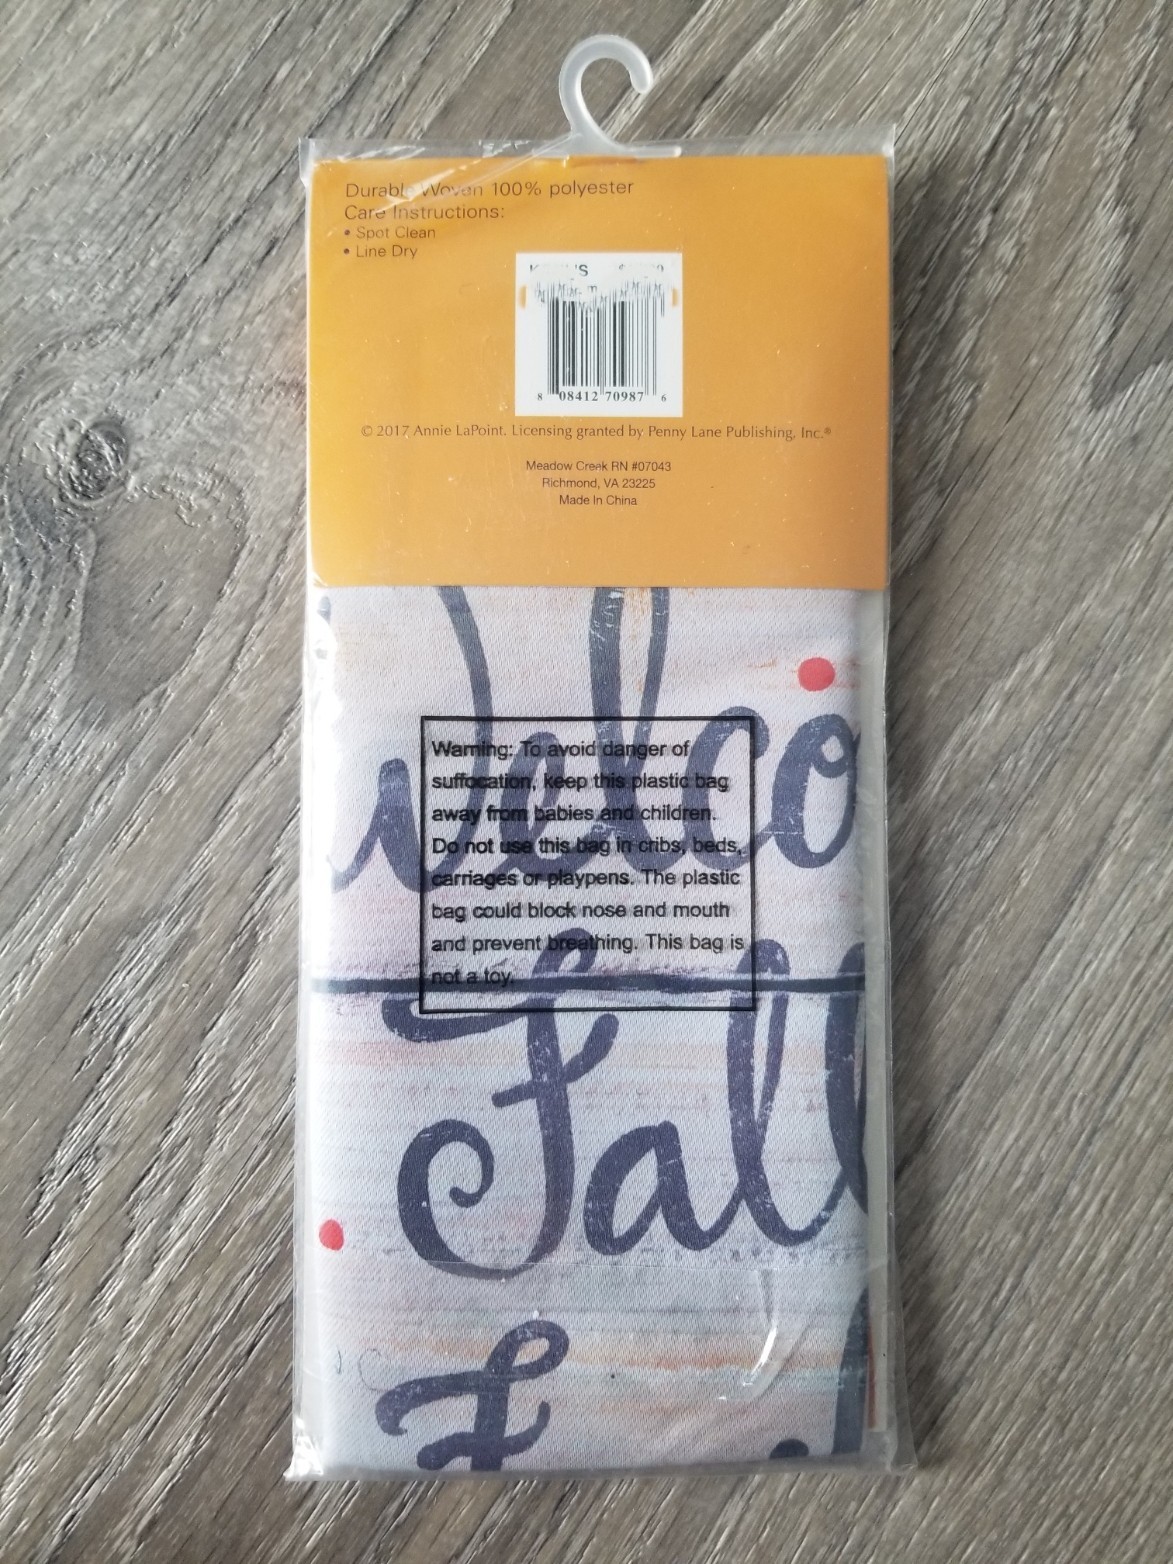 Durable Woven 100% polyester
Care Instructions:
• Spot Clean
• Line Dry
8 08412 70987 6
© 2017 Annie LaPoint. Licensing granted by Penny Lane Publishing, Inc.®
Meadow Creek RN #07043
Richmond, VA 23225
Made In China
Welco
Warning: To avoid danger of
suffocation, keep this plastic bag
away from babies and children.
Do not use this bag in cribs, beds,
carriages or playpens. The plastic
bag could block nose and mouth
and prevent breathing. This bag is
not a toy.
Fall